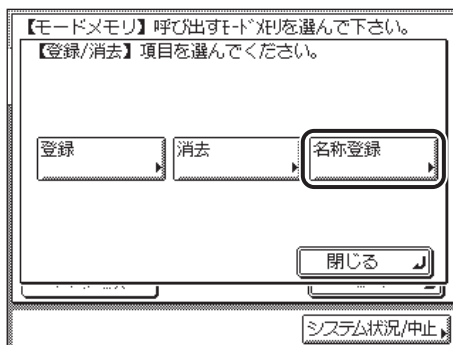 【モードメモリ】呼び出すモードメモリを選んで下さい。
【登録/消去】項目を選んでください。
登録
消去
名称登録
閉じる
システム状況/中止